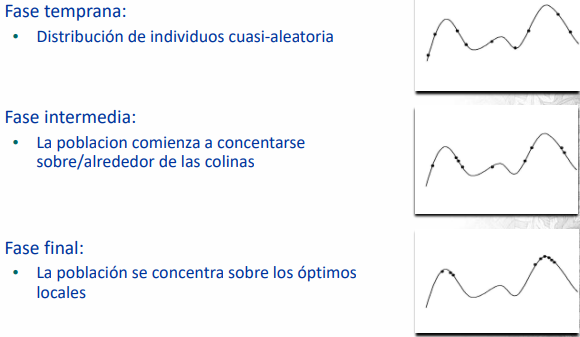 Fase temprana:
• Distribución de individuos cuasi-aleatoria
Fase intermedia:
• La poblacion comienza a concentarse
sobre/alrededor de las colinas
Fase final:
• La población se concentra sobre los óptimos
locales